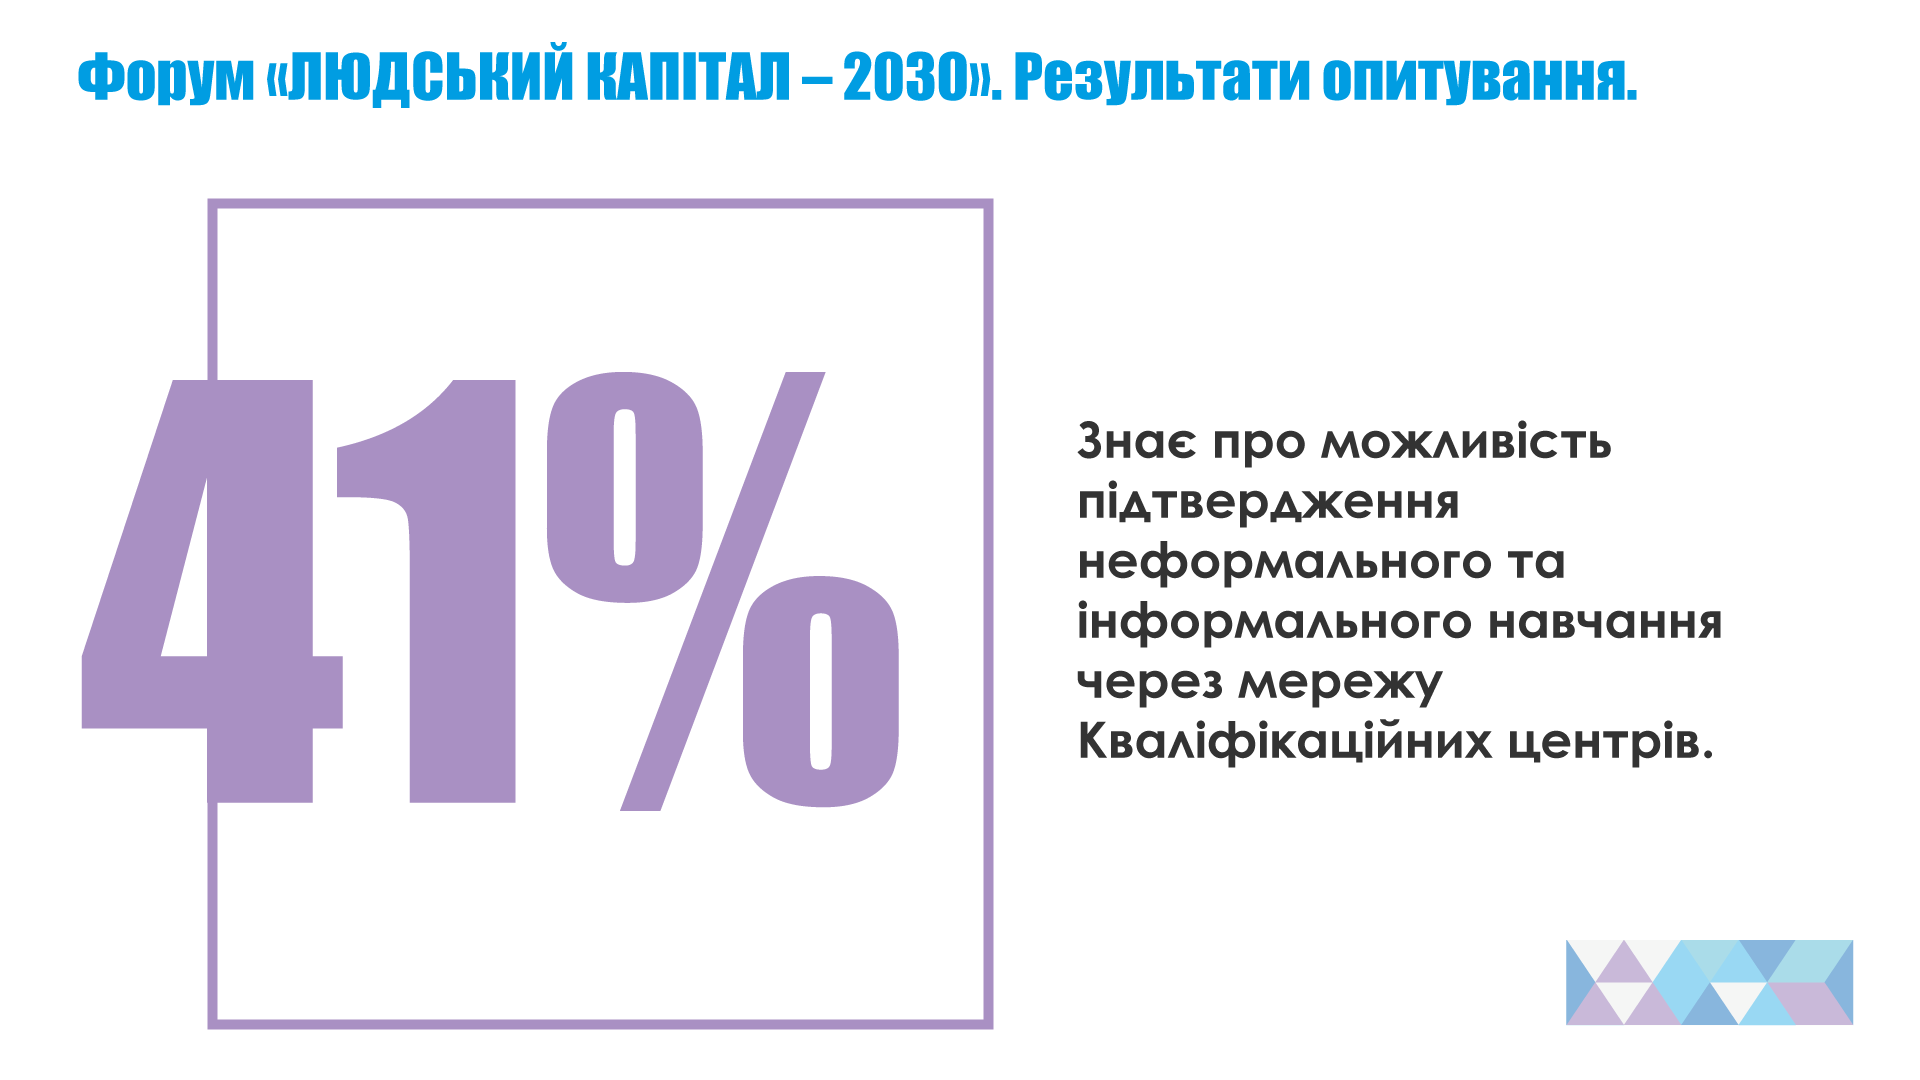 Форум «ЛЮДСЬКИЙ КАПІТАЛ – 2030». Результати опитування.
41%
Знає про можливість
підтвердження
неформального та
інформального навчання
через мережу
Кваліфікаційних центрів.